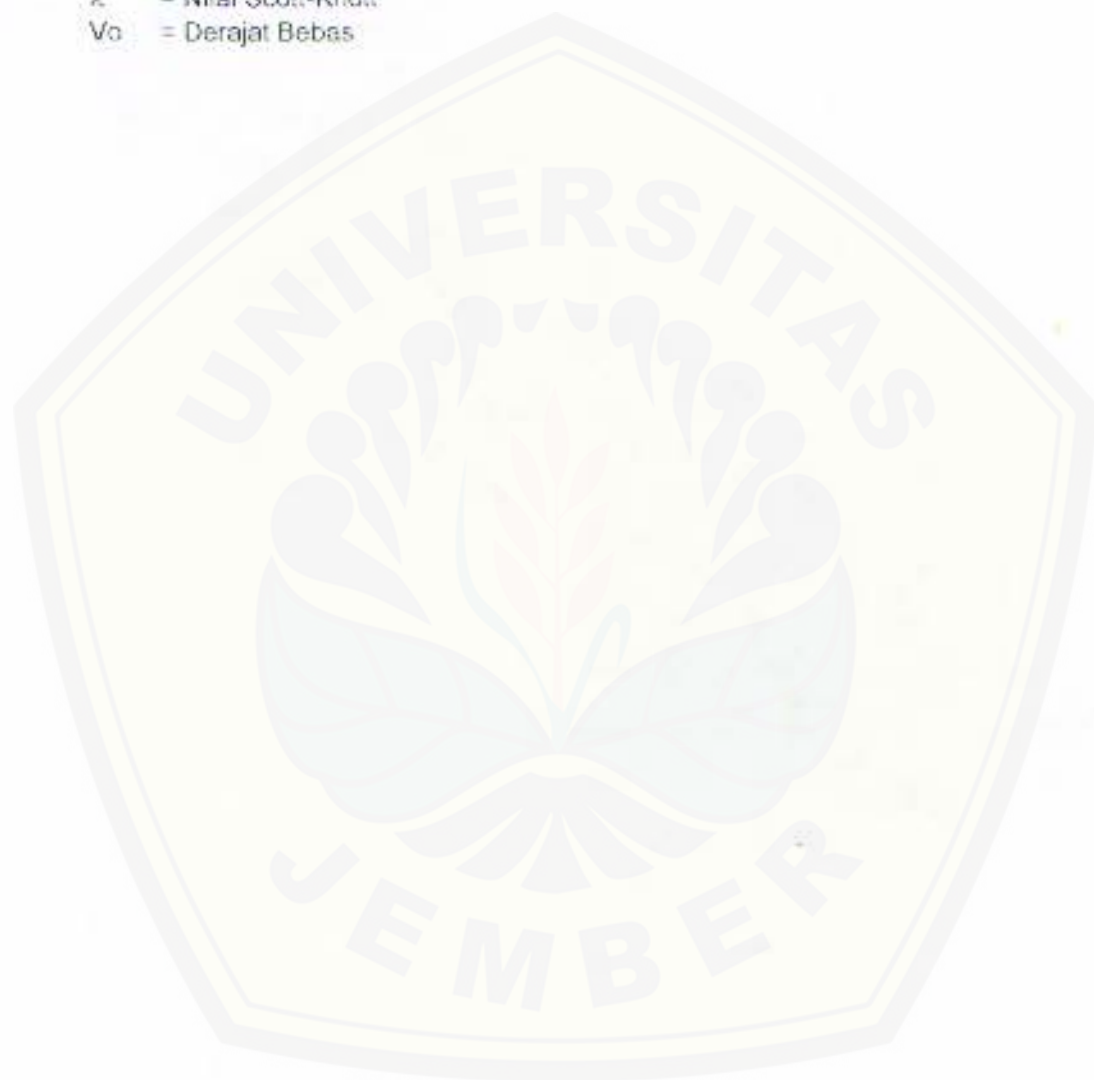 = Nilai Scott-Knott
Vo = Derajat Bebas
UNIVERSITAS
JEMBER